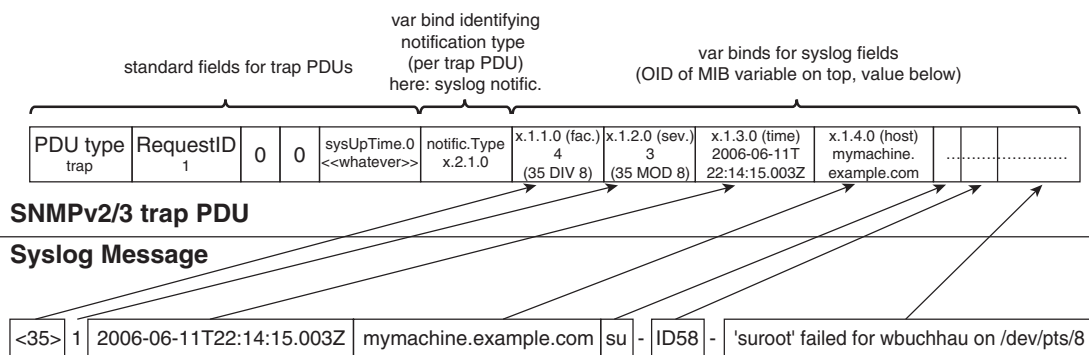 var bind identifying
notification type
(per trap PDU)
here: syslog notific.
standard fields for trap PDUs
var binds for syslog fields
(OID of MIB variable on top, value below)
PDU type
trap
RequestID
1
0
0
sysUpTime.0
<<whatever>>
notific.Type
x.2.1.0
x.1.1.0 (fac.)
4
(35 DIV 8)
x.1.2.0 (sev.)
3
(35 MOD 8)
x.1.3.0 (time)
2006-06-11T
22:14:15.003Z
x.1.4.0 (host)
mymachine.
example.com
........................
SNMPv2/3 trap PDU
Syslog Message
<35> 1 2006-06-11T22:14:15.003Z mymachine.example.com su - ID58 - 'suroot' failed for wbuchhau on /dev/pts/8